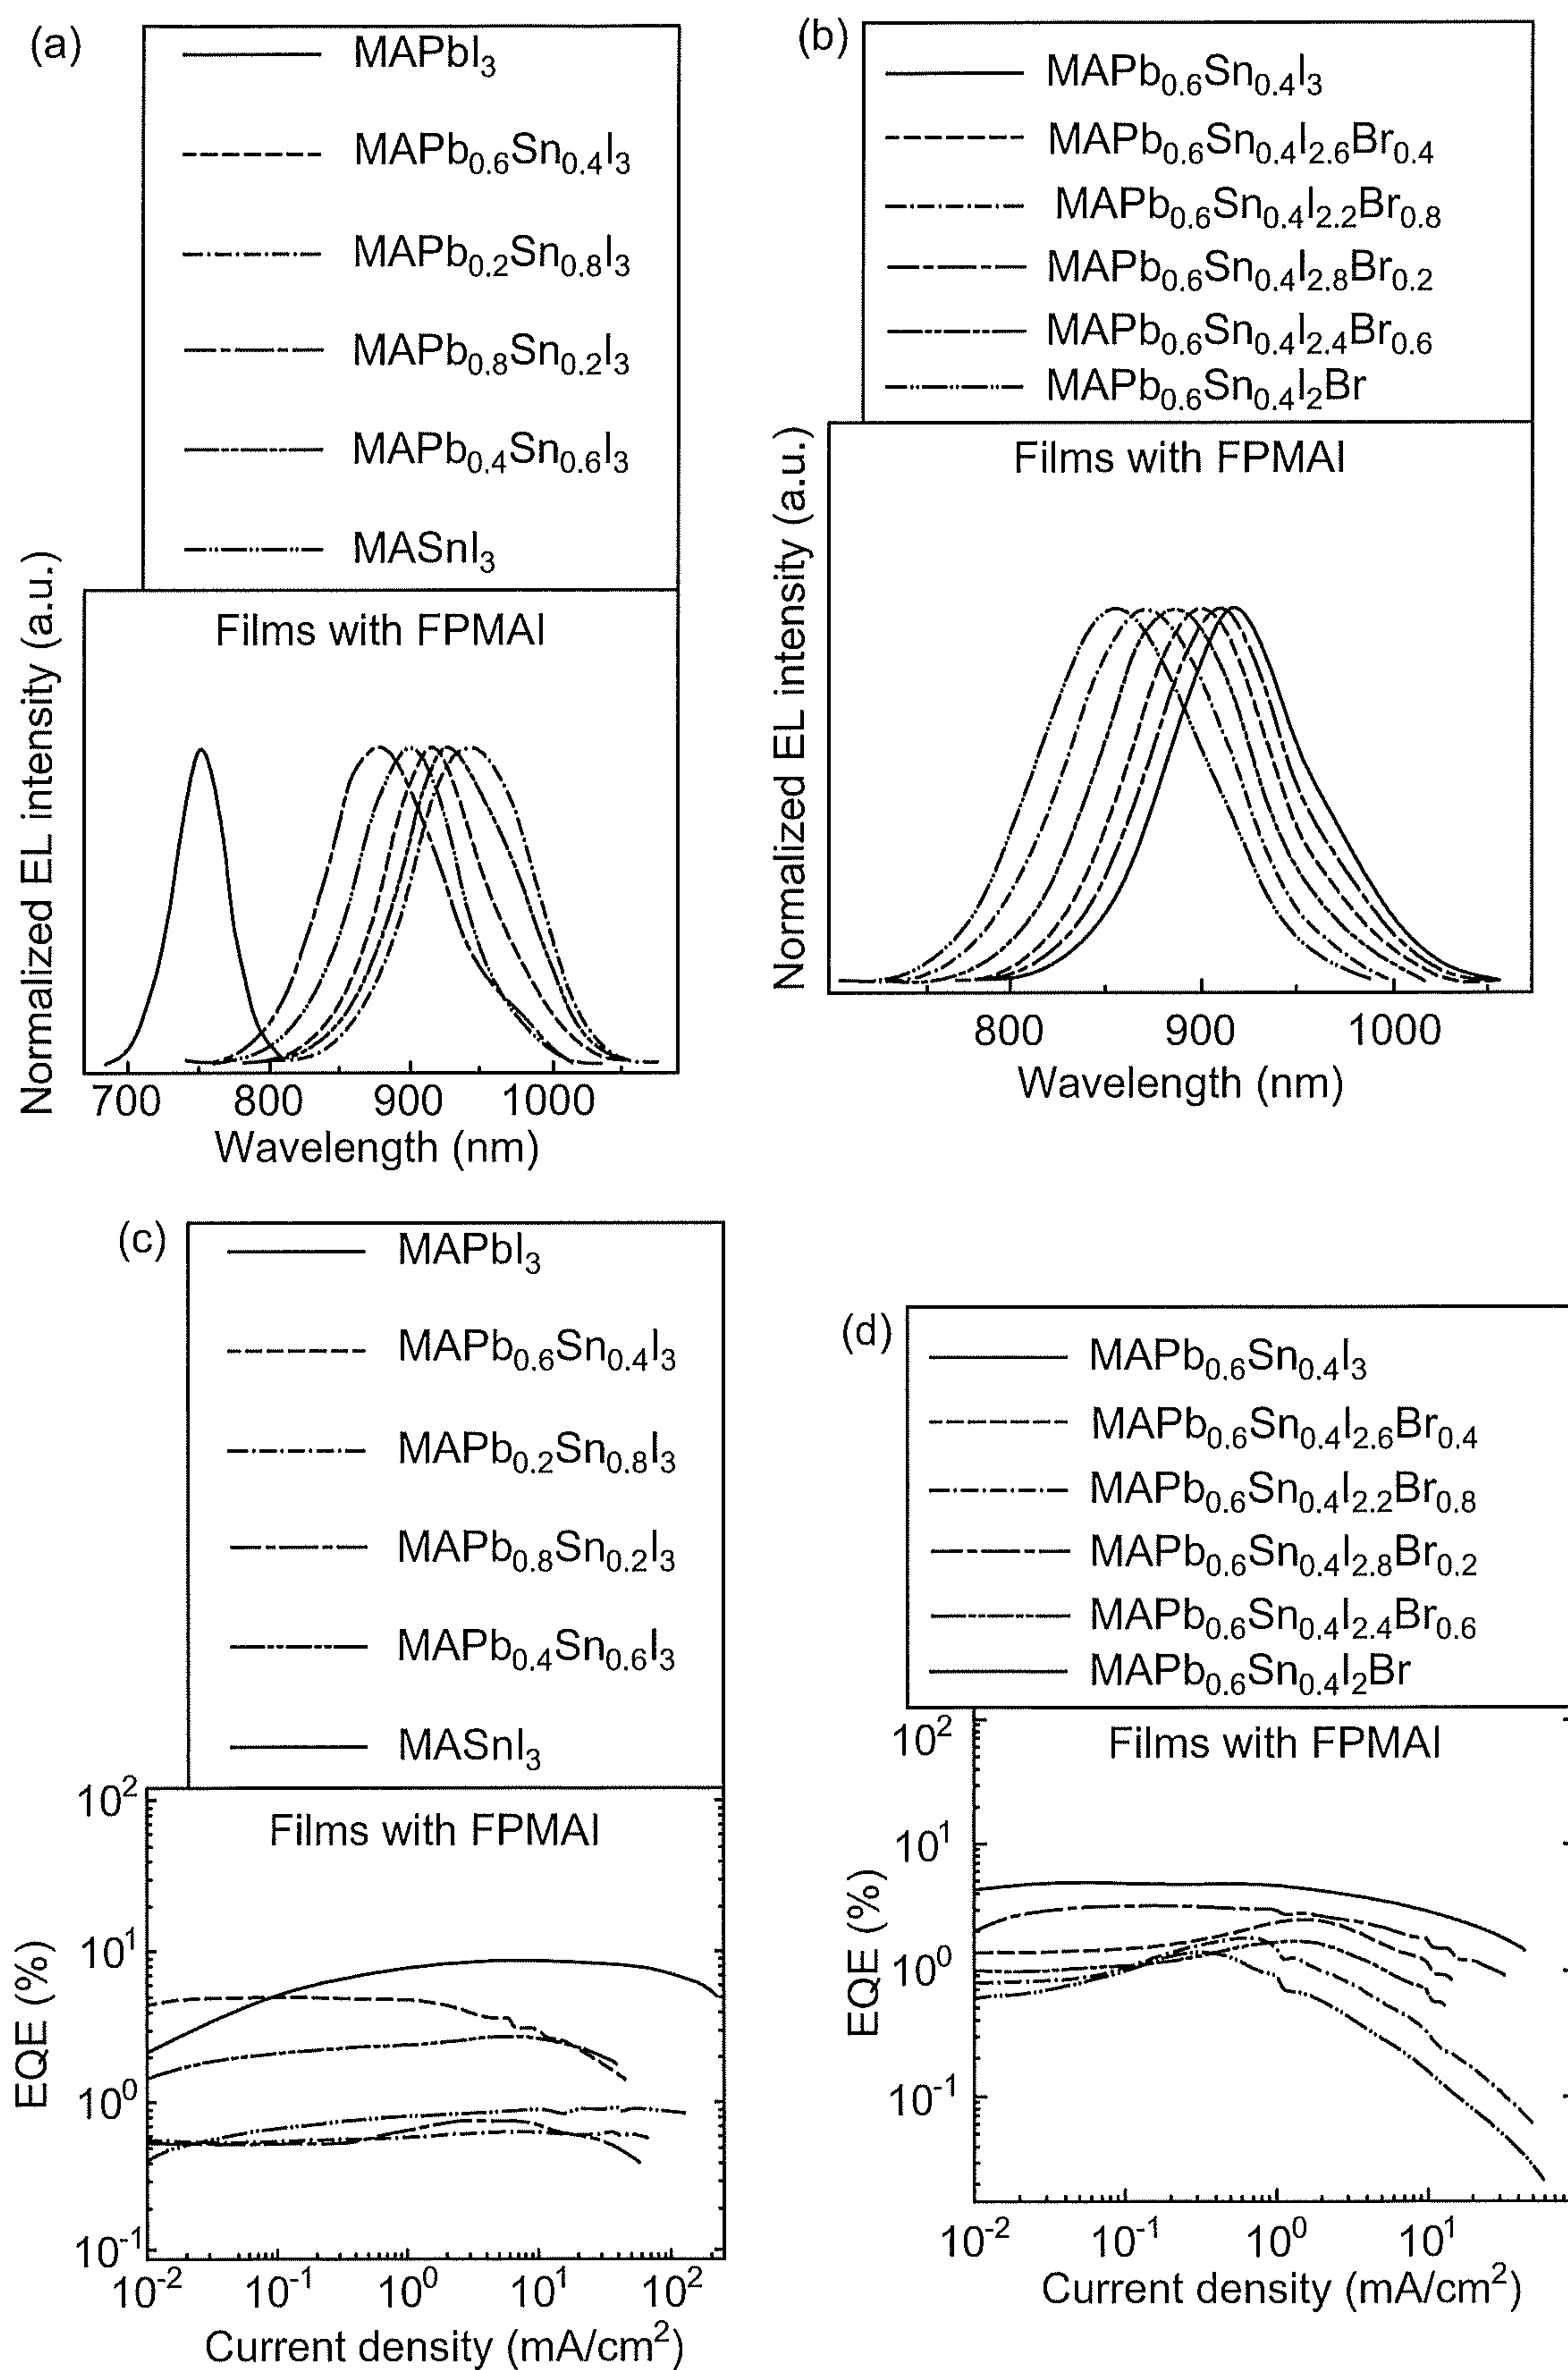 (a)
MAPbI3
MAPb0.6Sn0.4I3
MAPb0.2Sn0.8I3
MAPb0.8Sn0.2I3
MAPb0.4Sn0.6I3
MASnI3
Films with FPMAI
Normalized EL intensity (a.u.)
700 800 900 1000
Wavelength (nm)
(b)
MAPb0.6Sn0.4I3
MAPb0.6Sn0.4I2.6Br0.4
MAPb0.6Sn0.4I2.2Br0.8
MAPb0.6Sn0.4I2.8Br0.2
MAPb0.6Sn0.4I2.4Br0.6
MAPb0.6Sn0.4I2Br
Films with FPMAI
Normalized EL intensity (a.u.)
800 900 1000
Wavelength (nm)
(c)
MAPbI3
MAPb0.6Sn0.4I3
MAPb0.2Sn0.8I3
MAPb0.8Sn0.2I3
MAPb0.4Sn0.6I3
MASnI3
Films with FPMAI
EQE (%)
10^2
10^1
10^0
10^-1
10^-2 10^-1 10^0 10^1 10^2
Current density (mA/cm^2)
(d)
MAPb0.6Sn0.4I3
MAPb0.6Sn0.4I2.6Br0.4
MAPb0.6Sn0.4I2.2Br0.8
MAPb0.6Sn0.4I2.8Br0.2
MAPb0.6Sn0.4I2.4Br0.6
MAPb0.6Sn0.4I2Br
Films with FPMAI
EQE (%)
10^2
10^1
10^0
10^-1
10^-2 10^-1 10^0 10^1
Current density (mA/cm^2)